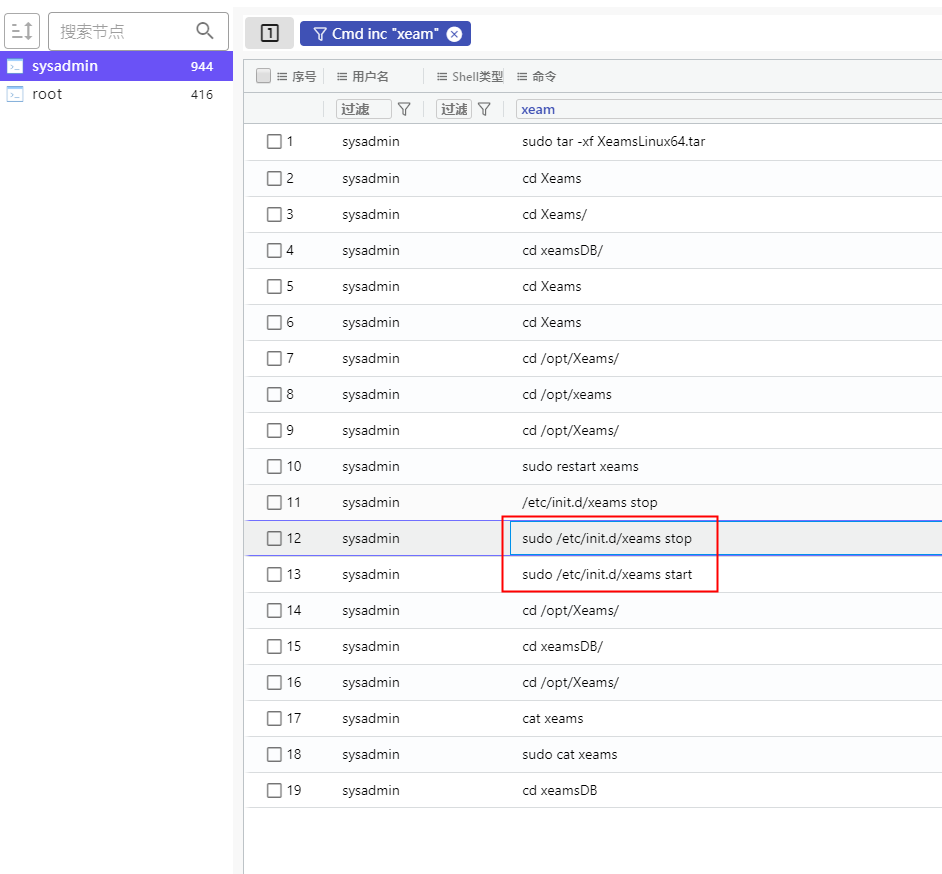 搜索节点
sysadmin 944
root 416
1 Cmd inc "xeam"
序号 用户名 Shell类型 命令
过滤 过滤 xeam
1 sysadmin sudo tar -xf XeamsLinux64.tar
2 sysadmin cd Xeams
3 sysadmin cd Xeams/
4 sysadmin cd xeamsDB/
5 sysadmin cd Xeams
6 sysadmin cd Xeams
7 sysadmin cd /opt/Xeams/
8 sysadmin cd /opt/xeams
9 sysadmin cd /opt/Xeams/
10 sysadmin sudo restart xeams
11 sysadmin /etc/init.d/xeams stop
12 sysadmin sudo /etc/init.d/xeams stop
13 sysadmin sudo /etc/init.d/xeams start
14 sysadmin cd /opt/Xeams/
15 sysadmin cd xeamsDB/
16 sysadmin cd /opt/Xeams/
17 sysadmin cat xeams
18 sysadmin sudo cat xeams
19 sysadmin cd xeamsDB